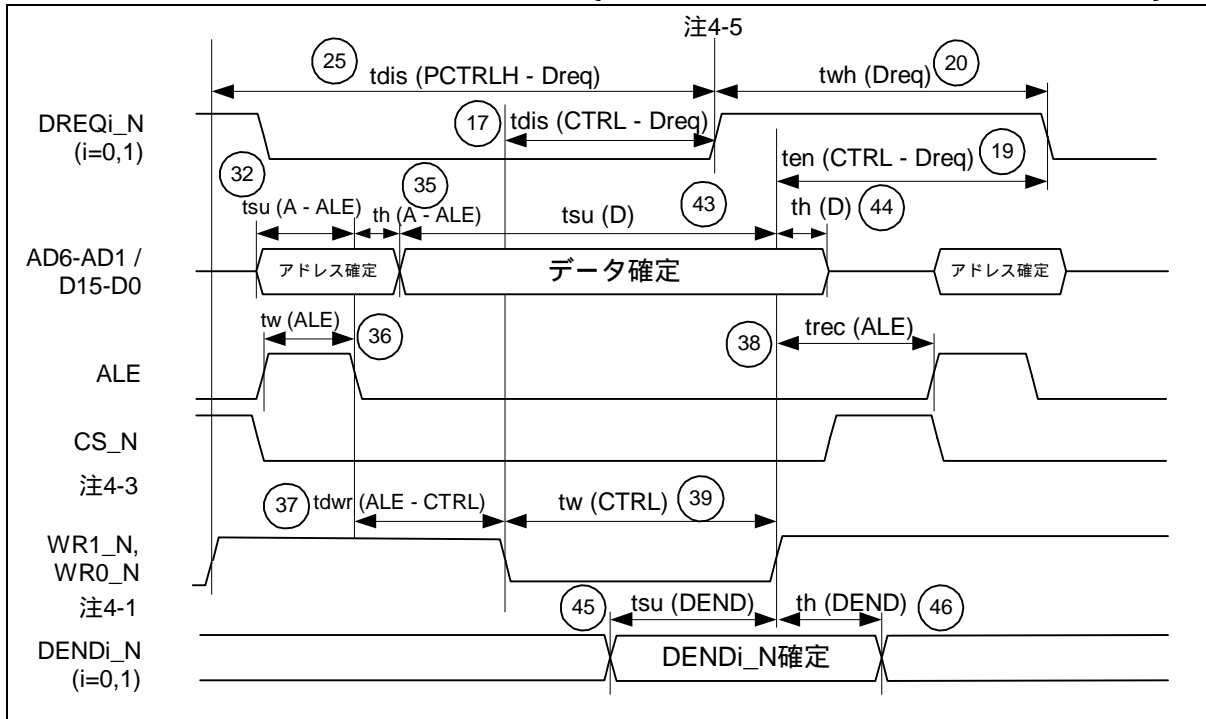 注4-5
25 tdis (PCTRLH - Dreq)
twh (Dreq) 20
DREQi_N
(i=0,1)
17 tdis (CTRL - Dreq)
ten (CTRL - Dreq) 19
32
35
tsu (A - ALE)
th (A - ALE)
tsu (D) 43
th (D) 44
AD6-AD1 /
D15-D0
アドレス確定
データ確定
アドレス確定
tw (ALE) 36
38 trec (ALE)
ALE
CS_N
注4-3
37 tdwr (ALE - CTRL)
tw (CTRL) 39
WR1_N,
WR0_N
注4-1
45 tsu (DEND)
th (DEND) 46
DENDi_N
(i=0,1)
DENDi_N確定